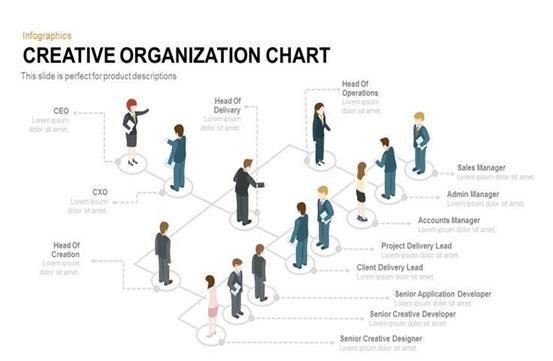 Infographics
CREATIVE ORGANIZATION CHART
This slide is perfect for product descriptions
CEO
Lorem ipsum
dolor sit amet,
Head Of
Delivary
Lorem ipsum
dolor sit amet,
Head Of
Operations
Lorem ipsum
dolor sit amet,
CXO
Lorem ipsum
dolor sit amet,
Head Of
Creation
Lorem ipsum
dolor sit amet,
Sales Manager
Lorem ipsum dolor sit amet,
Admin Manager
Lorem ipsum dolor sit amet,
Accounts Manager
Lorem ipsum dolor sit amet,
Project Delivery Lead
Lorem ipsum dolor sit amet,
Client Delivery Lead
Lorem ipsum dolor sit amet,
Senior Application Developer
Lorem ipsum dolor sit amet,
Senior Creative Developer
Lorem ipsum dolor sit amet,
Senior Creative Designer
Lorem ipsum dolor sit amet,